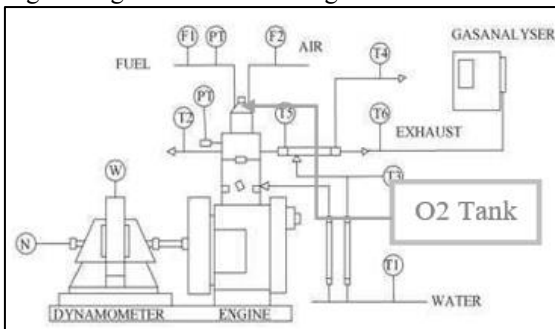 F1 PT F2 GASANALYSER
FUEL AIR T4
PT
T2 T5 T6
EXHAUST
W T3
O2 Tank
N
T1
WATER
DYNAMOMETER ENGINE